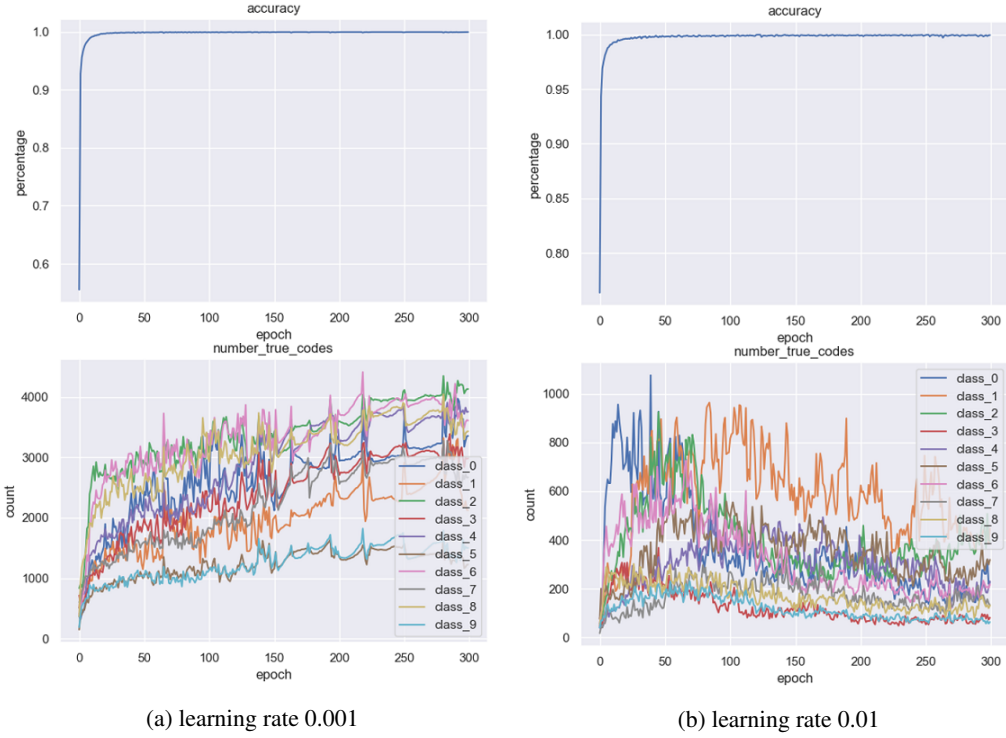 accuracy
1.0
0.9
0.8
0.7
0.6
percentage
0 50 100 150 200 250 300
epoch
number_true_codes
4000
3000
2000
1000
0
count
class_0
class_1
class_2
class_3
class_4
class_5
class_6
class_7
class_8
class_9
0 50 100 150 200 250 300
epoch
(a) learning rate 0.001
accuracy
1.00
0.95
0.90
0.85
0.80
percentage
0 50 100 150 200 250 300
epoch
number_true_codes
1000
800
600
400
200
0
count
class_0
class_1
class_2
class_3
class_4
class_5
class_6
class_7
class_8
class_9
0 50 100 150 200 250 300
epoch
(b) learning rate 0.01